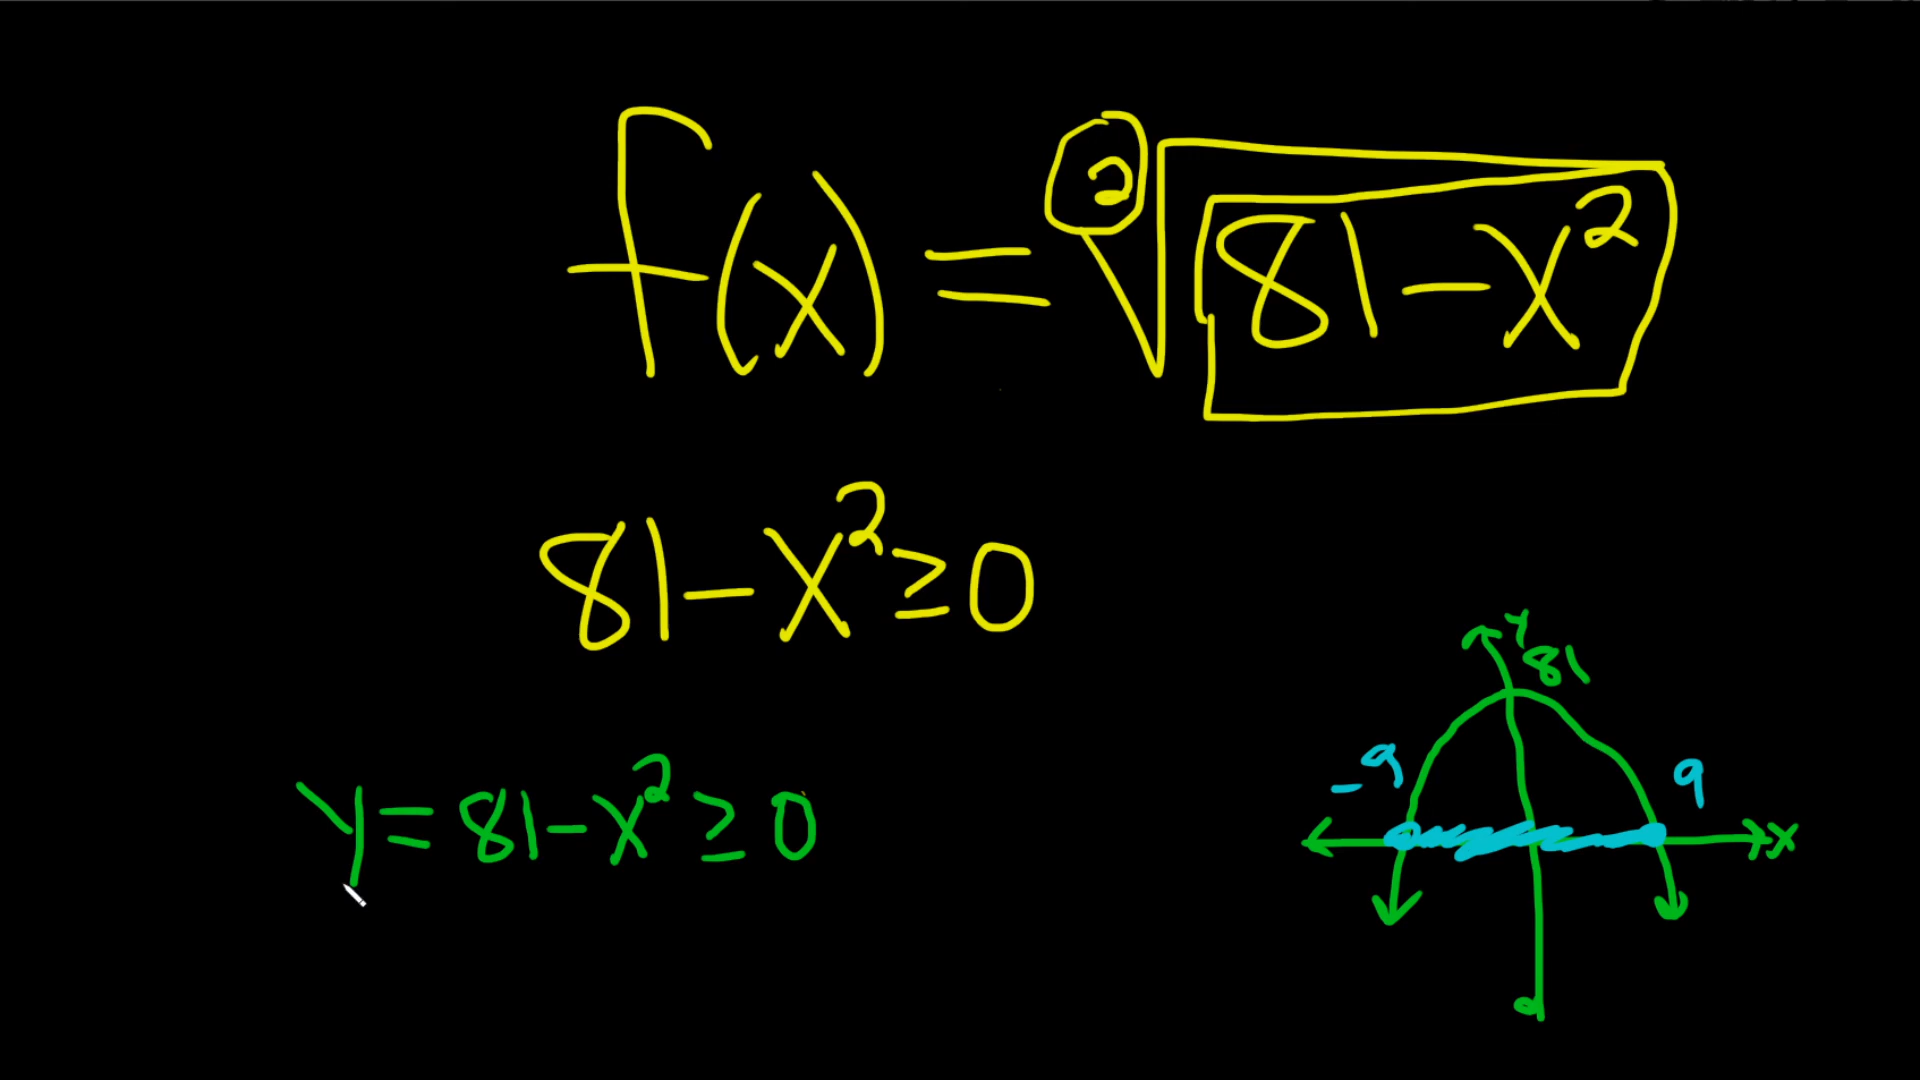 f(x) = ²√81-x²
81-x² ≥ 0
y = 81-x² ≥ 0
y
81
-9
9
x